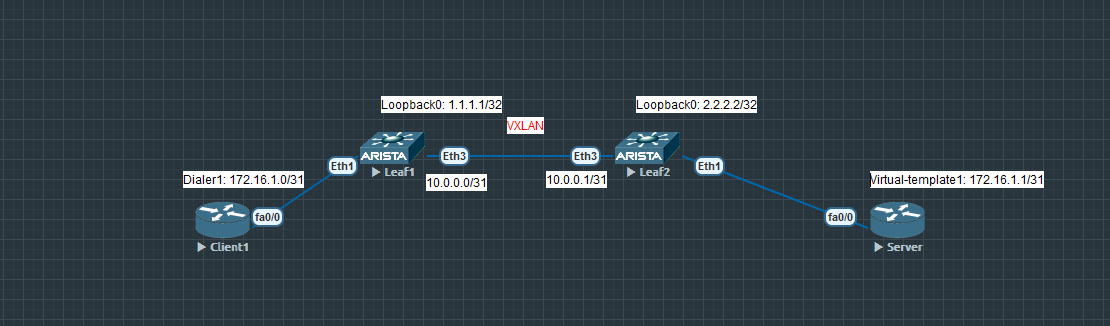 Loopback0: 1.1.1.1/32
Loopback0: 2.2.2.2/32
VXLAN
ARISTA
ARISTA
Eth1
Eth3
Eth3
Eth1
Leaf1
Leaf2
Dialer1: 172.16.1.0/31
10.0.0.0/31
10.0.0.1/31
Virtual-template1: 172.16.1.1/31
fa0/0
fa0/0
Client1
Server